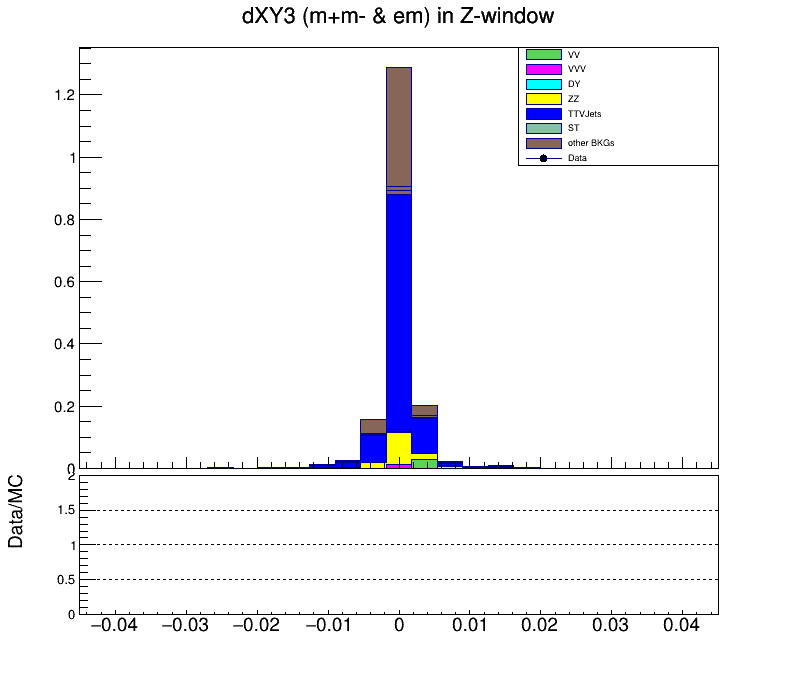 dXY3 (m+m- & em) in Z-window
VV
VVV
DY
ZZ
TTVJets
ST
other BKGs
Data
1.2
1
0.8
0.6
0.4
0.2
0
Data/MC
2
1.5
1
0.5
0
−0.04 −0.03 −0.02 −0.01 0 0.01 0.02 0.03 0.04